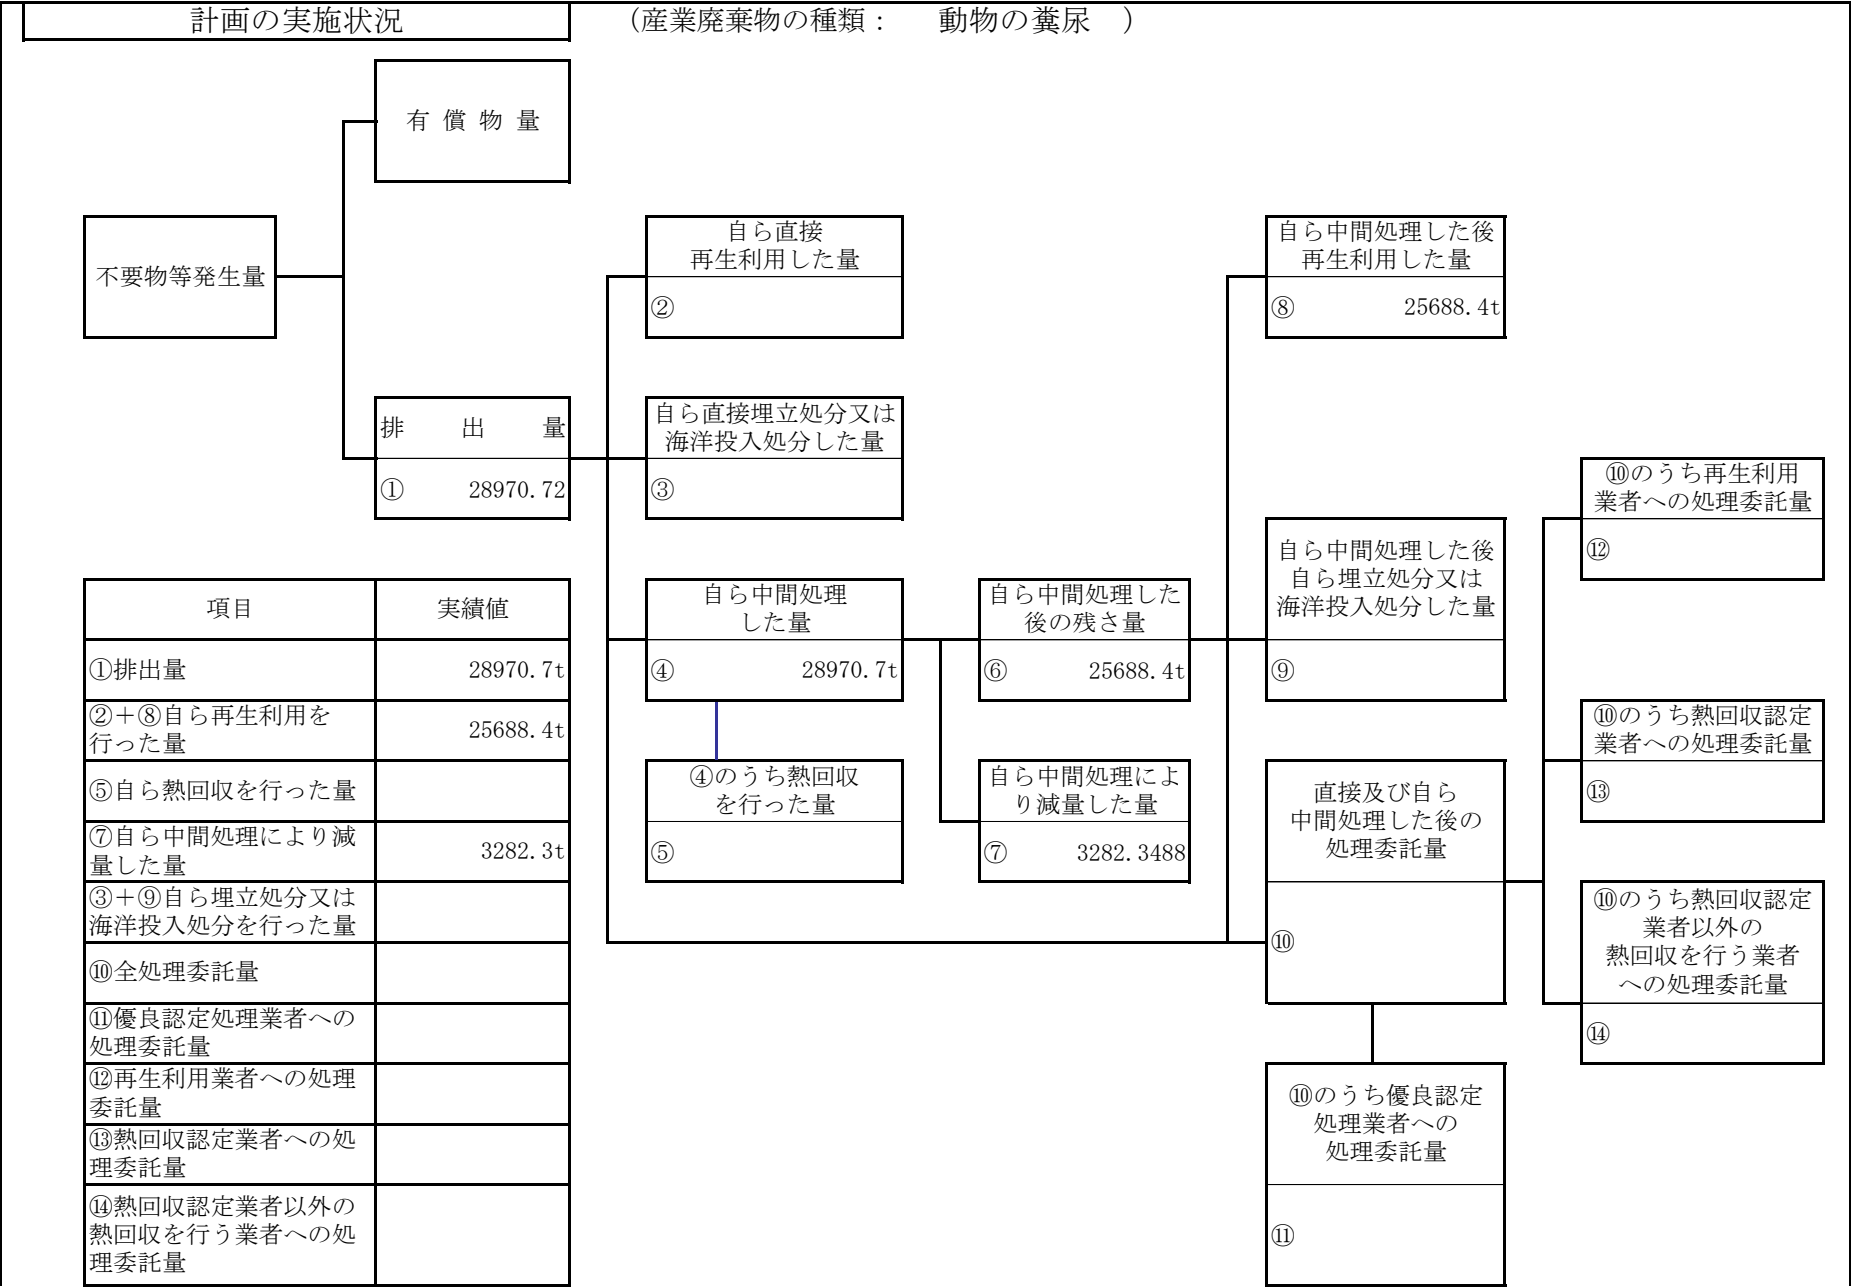 計画の実施状況
（産業廃棄物の種類： 動物の糞尿 ）
有償物量
不要物等発生量
自ら直接
再生利用した量
②
自ら中間処理した後
再生利用した量
⑧ 25688.4t
排出量
① 28970.72
自ら直接埋立処分又は
海洋投入処分した量
③
⑩のうち再生利用
業者への処理委託量
⑫
自ら中間処理した後
自ら埋立処分又は
海洋投入処分した量
⑨
自ら中間処理
した量
④ 28970.7t
自ら中間処理した
後の残さ量
⑥ 25688.4t
④のうち熱回収
を行った量
⑤
自ら中間処理によ
り減量した量
⑦ 3282.3488
直接及び自ら
中間処理した後の
処理委託量
⑩
⑩のうち熱回収認定
業者への処理委託量
⑬
⑩のうち熱回収認定
業者以外の
熱回収を行う業者
への処理委託量
⑭
⑩のうち優良認定
処理業者への
処理委託量
⑪
項目 実績値
①排出量 28970.7t
②＋⑧自ら再生利用を
行った量 25688.4t
⑤自ら熱回収を行った量
⑦自ら中間処理により減
量した量 3282.3t
③＋⑨自ら埋立処分又は
海洋投入処分を行った量
⑩全処理委託量
⑪優良認定処理業者への
処理委託量
⑫再生利用業者への処理
委託量
⑬熱回収認定業者への処
理委託量
⑭熱回収認定業者以外の
熱回収を行う業者への処
理委託量